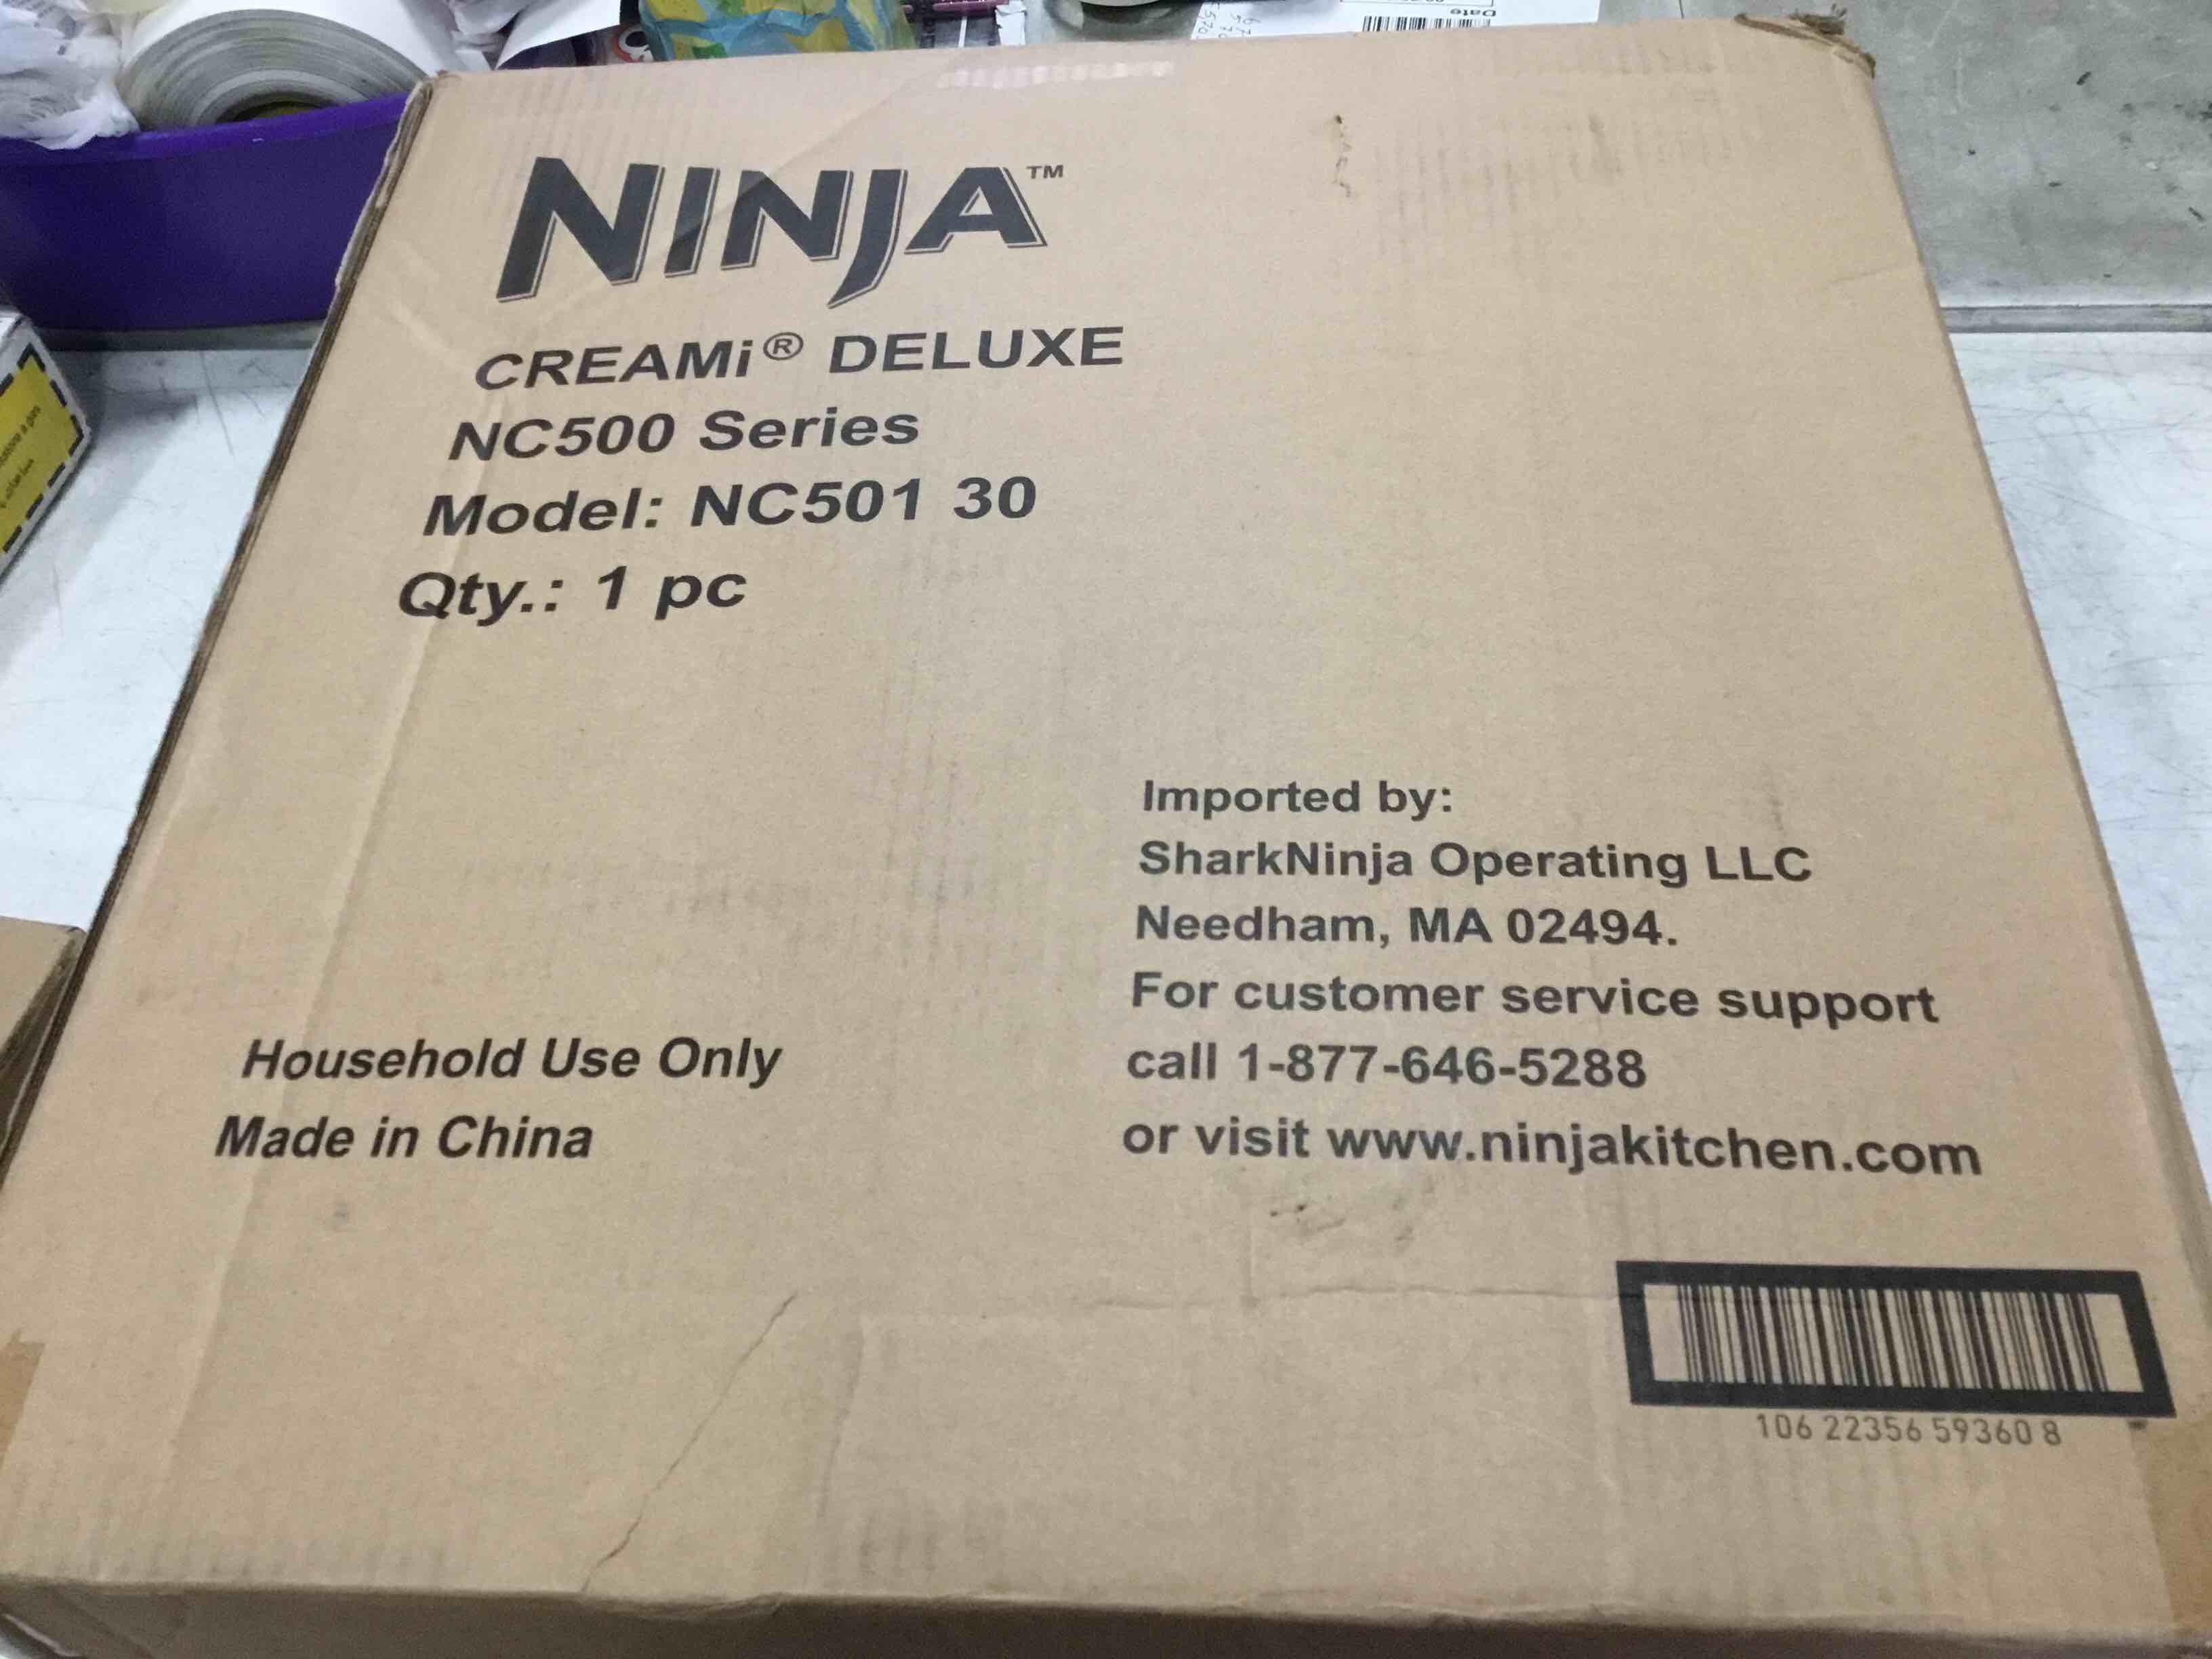 NINJA™
CREAMi® DELUXE
NC500 Series
Model: NC501 30
Qty.: 1 pc
Imported by:
SharkNinja Operating LLC
Needham, MA 02494.
For customer service support
call 1-877-646-5288
or visit www.ninjakitchen.com
Household Use Only
Made in China
106 22356 59360 8
Date